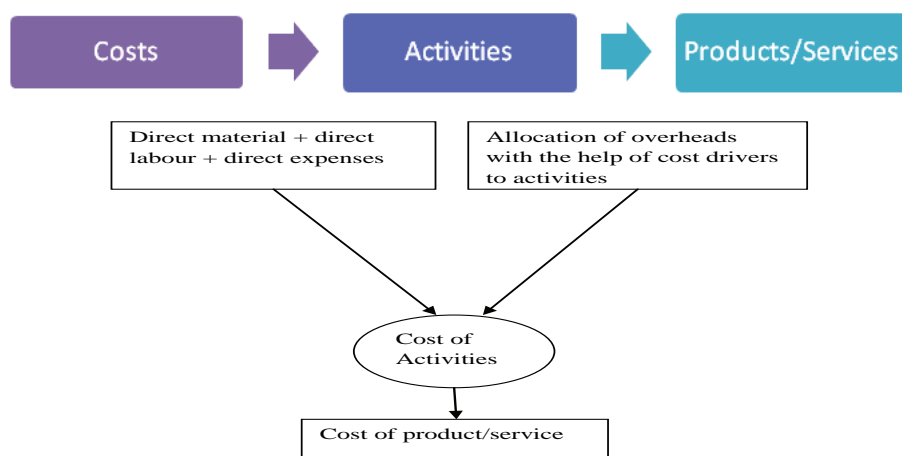 Costs
Activities
Products/Services
Direct material + direct
labour + direct expenses
Allocation of overheads
with the help of cost drivers
to activities
Cost of
Activities
Cost of product/service